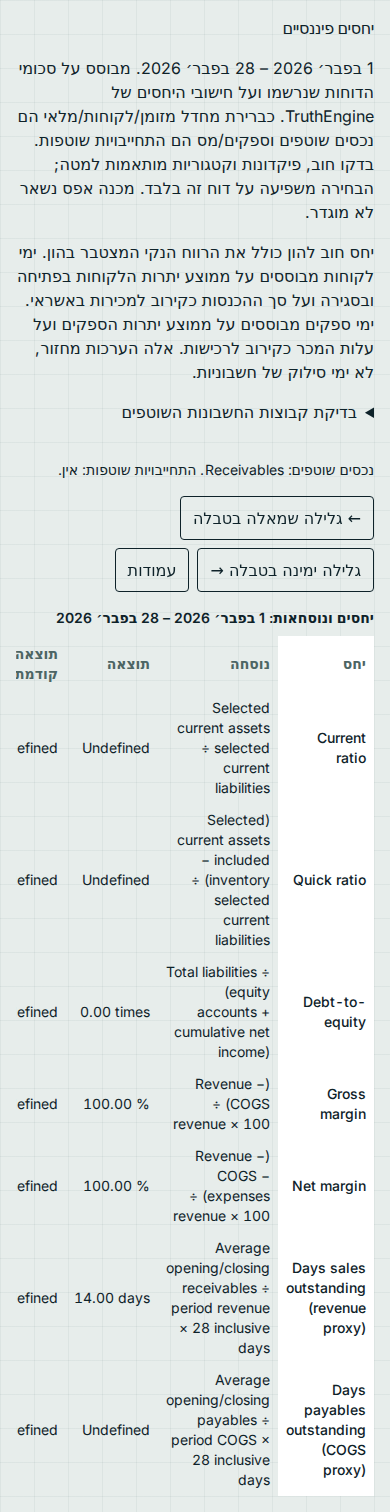 יחסים פיננסיים
1 בפבר׳ 2026 – 28 בפבר׳ 2026. מבוסס על סכומי
הדוחות שנרשמו ועל חישובי היחסים של
TruthEngine. כברירת מחדל מזומן/לקוחות/מלאי הם
נכסים שוטפים וספקים/מס הם התחייבויות שוטפות.
בדקו חוב, פיקדונות וקטגוריות מותאמות למטה;
הבחירה משפיעה על דוח זה בלבד. מכנה אפס נשאר
לא מוגדר.
יחס חוב להון כולל את הרווח הנקי המצטבר בהון. ימי
לקוחות מבוססים על ממוצע יתרות הלקוחות בפתיחה
ובסגירה ועל סך ההכנסות כקירוב למכירות באשראי.
ימי ספקים מבוססים על ממוצע יתרות הספקים ועל
עלות המכר כקירוב לרכישות. אלה הערכות מחזור,
לא ימי סילוק של חשבוניות.
◀ בדיקת קבוצות החשבונות השוטפים
נכסים שוטפים: Receivables. התחייבויות שוטפות: אין.
← גלילה שמאלה בטבלה
גלילה ימינה בטבלה →
עמודות
יחסים ונוסחאות: 1 בפבר׳ 2026 – 28 בפבר׳ 2026
יחס
נוסחה
תוצאה
תוצאה
קודמת
Current
ratio
Selected
current assets
÷ selected
current
liabilities
Undefined
efined
Quick ratio
(Selected
current assets
− included
inventory) ÷
selected
current
liabilities
Undefined
efined
Debt-to-
equity
Total liabilities ÷
(equity
accounts +
cumulative net
income)
0.00 times
efined
Gross
margin
(Revenue −
COGS) ÷
revenue × 100
100.00 %
efined
Net margin
(Revenue −
COGS −
expenses) ÷
revenue × 100
100.00 %
efined
Days sales
outstanding
(revenue
proxy)
Average
opening/closing
receivables ÷
period revenue
× 28 inclusive
days
14.00 days
efined
Days
payables
outstanding
(COGS
proxy)
Average
opening/closing
payables ÷
period COGS ×
28 inclusive
days
Undefined
efined